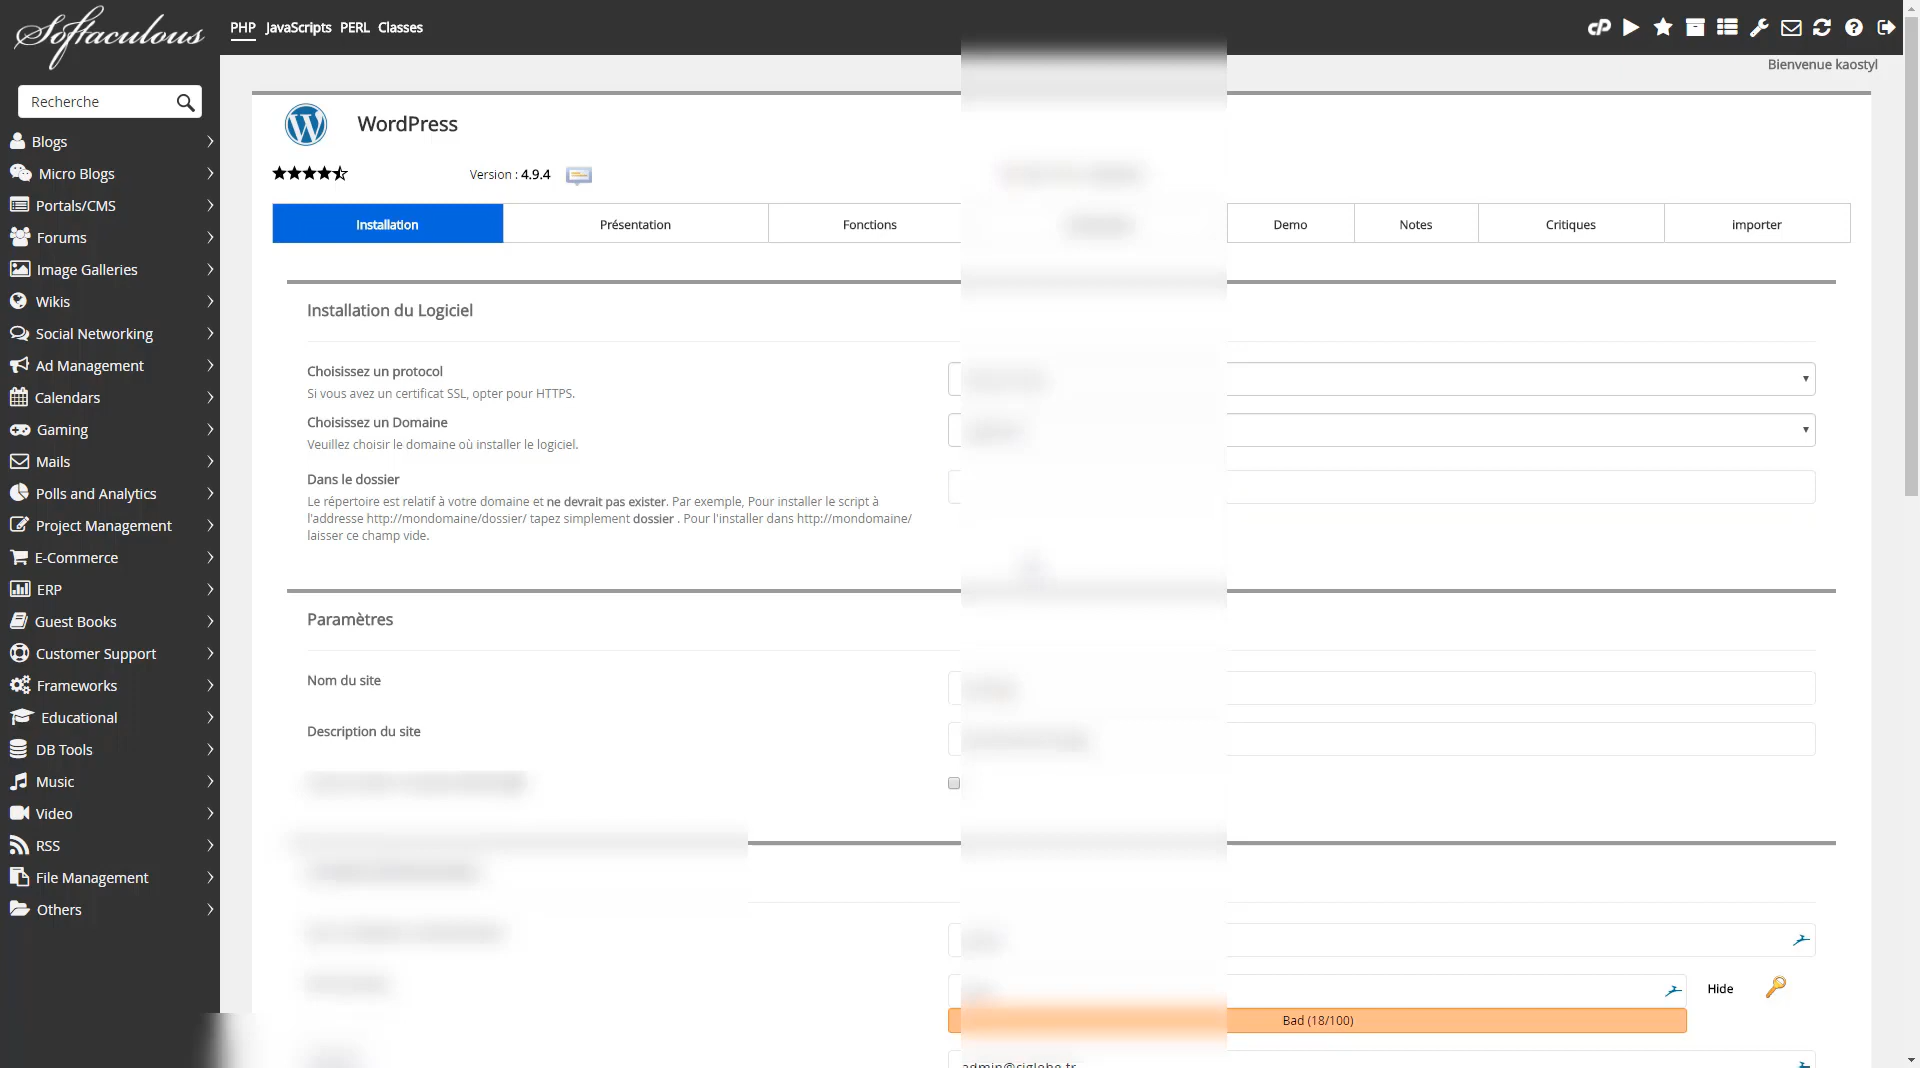 Softaculous
PHP JavaScripts PERL Classes
Bienvenue kaostyl
Recherche
Blogs
Micro Blogs
Portals/CMS
Forums
Image Galleries
Wikis
Social Networking
Ad Management
Calendars
Gaming
Mails
Polls and Analytics
Project Management
E-Commerce
ERP
Guest Books
Customer Support
Frameworks
Educational
DB Tools
Music
Video
RSS
File Management
Others
WordPress
Version : 4.9.4
Installation Présentation Fonctions Demo Notes Critiques importer
Installation du Logiciel
Choisissez un protocol
Si vous avez un certificat SSL, opter pour HTTPS.
Choisissez un Domaine
Veuillez choisir le domaine où installer le logiciel.
Dans le dossier
Le répertoire est relatif à votre domaine et ne devrait pas exister. Par exemple, Pour installer le script à
l'addresse http://mondomaine/dossier/ tapez simplement dossier . Pour l'installer dans http://mondomaine/
laisser ce champ vide.
Paramètres
Nom du site
Description du site
Hide
Bad (18/100)